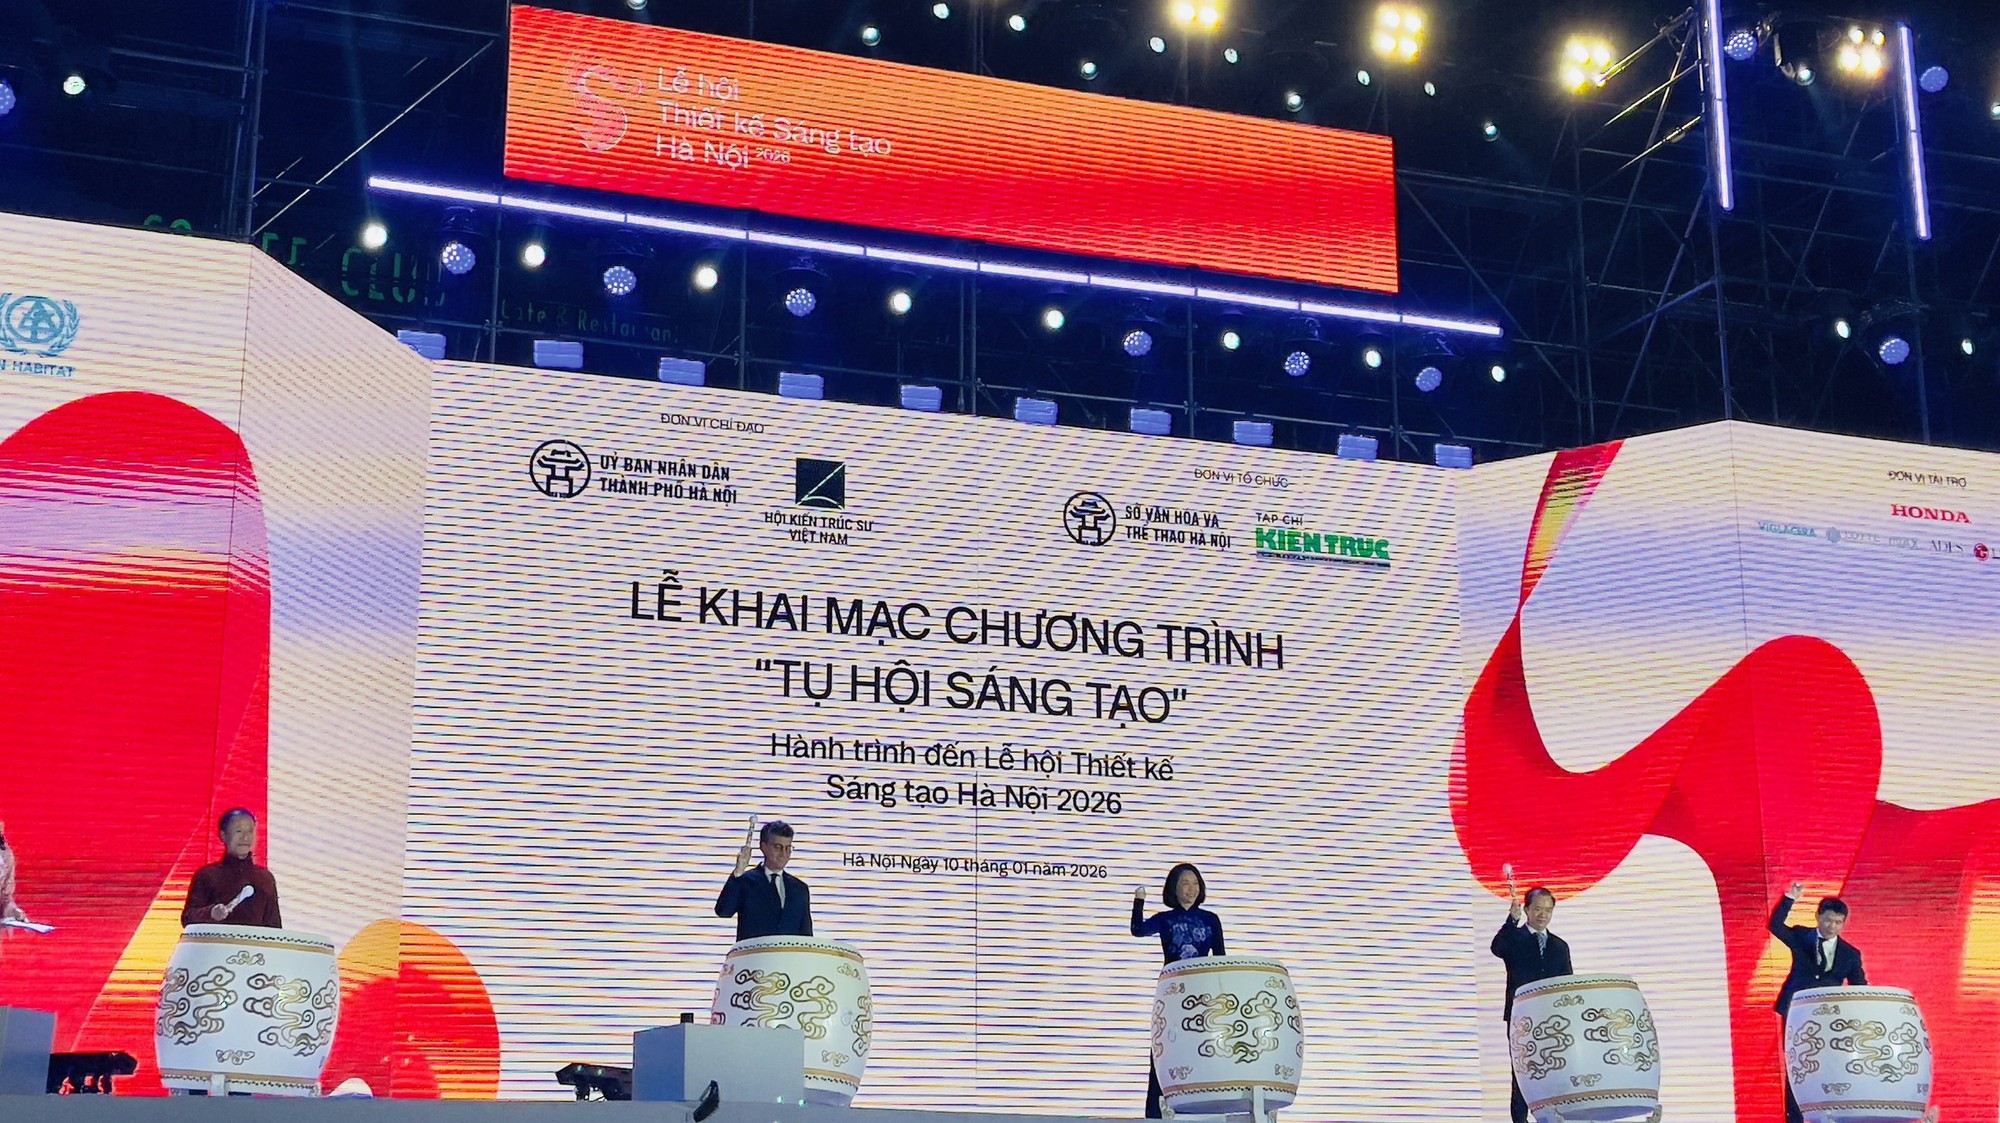 Lễ hội
Thiết kế Sáng tạo
Hà Nội 2026
CLUB
Cafe & Restaurant
HABITAT
ĐƠN VỊ CHỈ ĐẠO
UỶ BAN NHÂN DÂN
THÀNH PHỐ HÀ NỘI
HỘI KIẾN TRÚC SƯ
VIỆT NAM
ĐƠN VỊ TỔ CHỨC
SỞ VĂN HÓA VÀ
THỂ THAO HÀ NỘI
TẠP CHÍ
KIẾN TRÚC
ĐƠN VỊ TÀI TRỢ
HONDA
VIGLACERA
LỄ KHAI MẠC CHƯƠNG TRÌNH
"TỤ HỘI SÁNG TẠO"
Hành trình đến Lễ hội Thiết kế
Sáng tạo Hà Nội 2026
Hà Nội Ngày 10 tháng 01 năm 2026